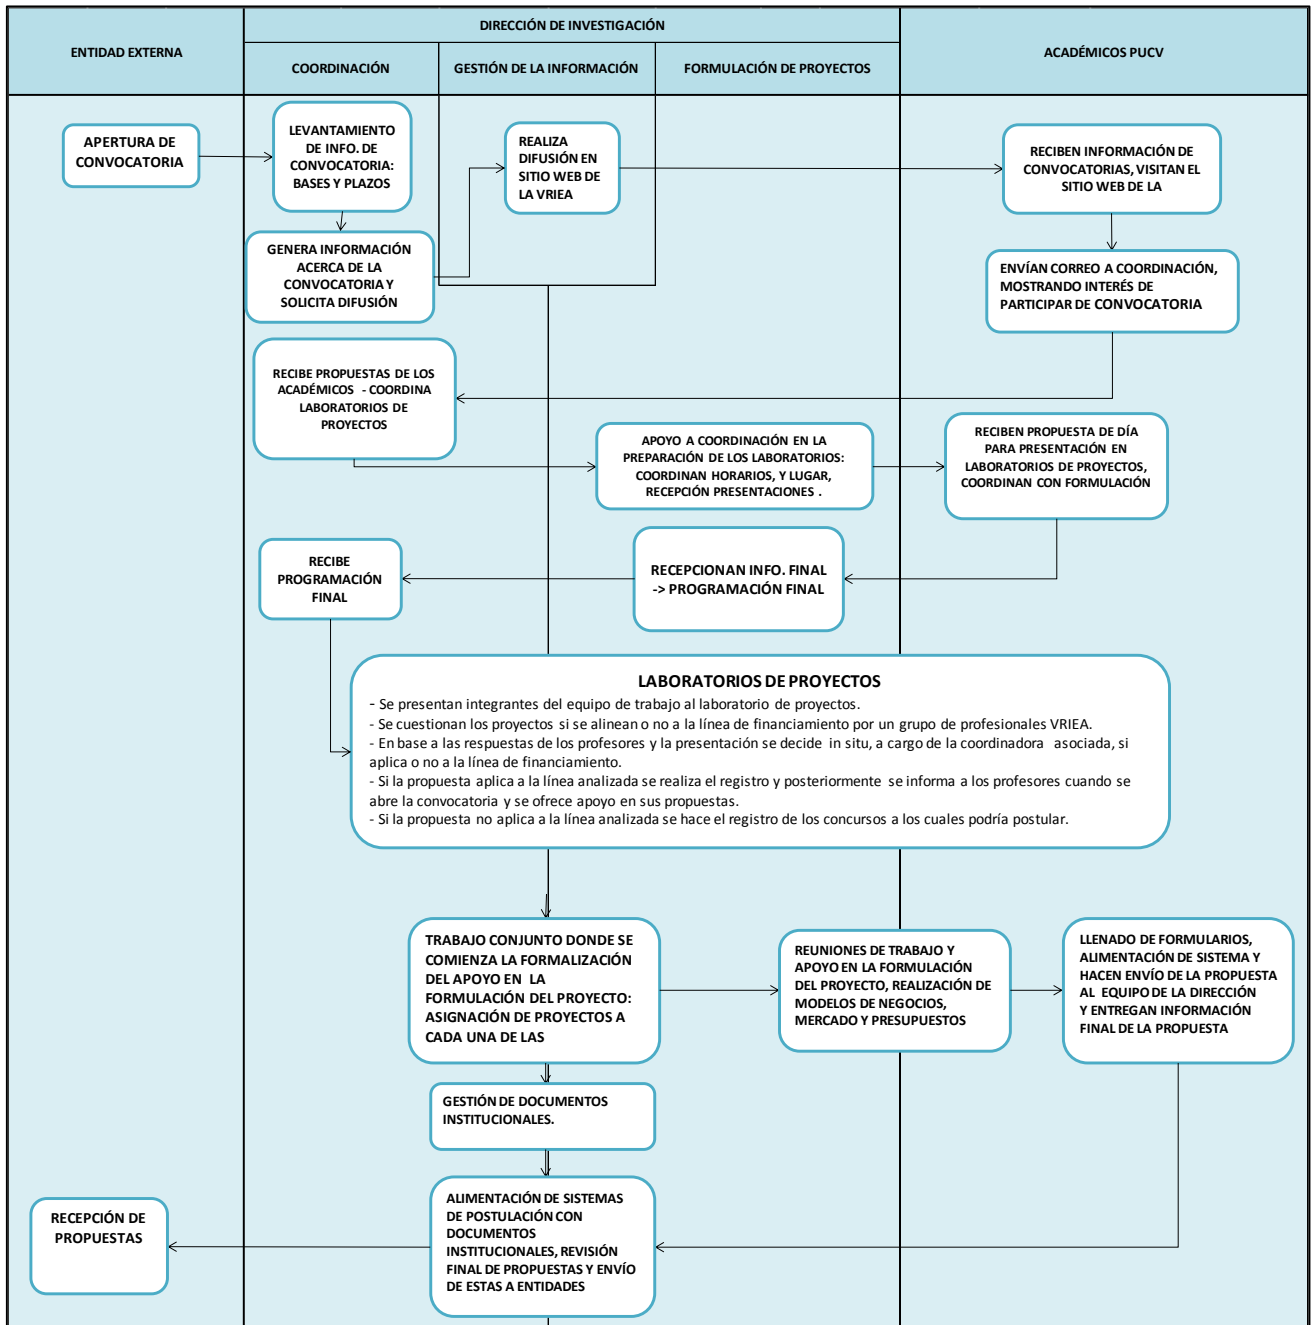 ENTIDAD EXTERNA
DIRECCIÓN DE INVESTIGACIÓN
COORDINACIÓN
GESTIÓN DE LA INFORMACIÓN
FORMULACIÓN DE PROYECTOS
ACADÉMICOS PUCV
APERTURA DE
CONVOCATORIA
LEVANTAMIENTO
DE INFO. DE
CONVOCATORIA:
BASES Y PLAZOS
REALIZA
DIFUSIÓN EN
SITIO WEB DE
LA VRIEA
RECIBEN INFORMACIÓN DE
CONVOCATORIAS, VISITAN EL
SITIO WEB DE LA
GENERA INFORMACIÓN
ACERCA DE LA
CONVOCATORIA Y
SOLICITA DIFUSIÓN
ENVÍAN CORREO A COORDINACIÓN,
MOSTRANDO INTERÉS DE
PARTICIPAR DE CONVOCATORIA
RECIBE PROPUESTAS DE LOS
ACADÉMICOS - COORDINA
LABORATORIOS DE
PROYECTOS
APOYO A COORDINACIÓN EN LA
PREPARACIÓN DE LOS LABORATORIOS:
COORDINAN HORARIOS, Y LUGAR,
RECEPCIÓN PRESENTACIONES .
RECIBEN PROPUESTA DE DÍA
PARA PRESENTACIÓN EN
LABORATORIOS DE PROYECTOS,
COORDINAN CON FORMULACIÓN
RECIBE
PROGRAMACIÓN
FINAL
RECEPCIONAN INFO. FINAL
-> PROGRAMACIÓN FINAL
LABORATORIOS DE PROYECTOS
- Se presentan integrantes del equipo de trabajo al laboratorio de proyectos.
- Se cuestionan los proyectos si se alinean o no a la línea de financiamiento por un grupo de profesionales VRIEA.
- En base a las respuestas de los profesores y la presentación se decide in situ, a cargo de la coordinadora asociada, si
aplica o no a la línea de financiamiento.
- Si la propuesta aplica a la línea analizada se realiza el registro y posteriormente se informa a los profesores cuando se
abre la convocatoria y se ofrece apoyo en sus propuestas.
- Si la propuesta no aplica a la línea analizada se hace el registro de los concursos a los cuales podría postular.
TRABAJO CONJUNTO DONDE SE
COMIENZA LA FORMALIZACIÓN
DEL APOYO EN LA
FORMULACIÓN DEL PROYECTO:
ASIGNACIÓN DE PROYECTOS A
CADA UNA DE LAS
REUNIONES DE TRABAJO Y
APOYO EN LA FORMULACIÓN
DEL PROYECTO, REALIZACIÓN DE
MODELOS DE NEGOCIOS,
MERCADO Y PRESUPUESTOS
LLENADO DE FORMULARIOS,
ALIMENTACIÓN DE SISTEMA Y
HACEN ENVÍO DE LA PROPUESTA
AL EQUIPO DE LA DIRECCIÓN
Y ENTREGAN INFORMACIÓN
FINAL DE LA PROPUESTA
GESTIÓN DE DOCUMENTOS
INSTITUCIONALES.
RECEPCIÓN DE
PROPUESTAS
ALIMENTACIÓN DE SISTEMAS
DE POSTULACIÓN CON
DOCUMENTOS
INSTITUCIONALES, REVISIÓN
FINAL DE PROPUESTAS Y ENVÍO
DE ESTAS A ENTIDADES